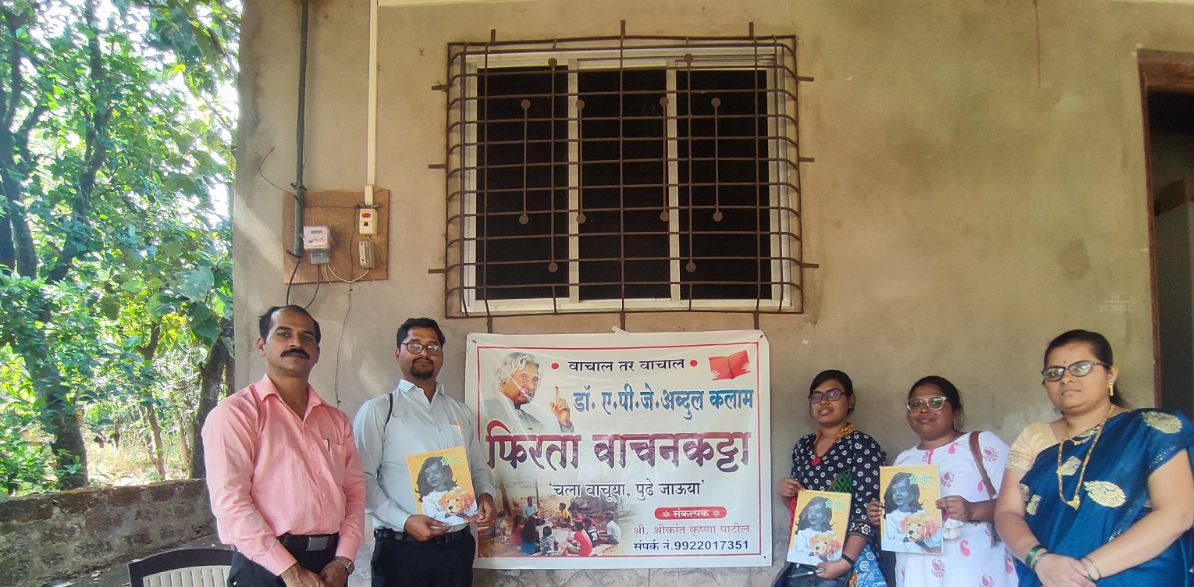 • वाचाल तर वाचाल •
डॉ. ए.पी.जे.अब्दुल कलाम
फिरता वाचनकट्टा
'चला वाचूया, पुढे जाऊया'
संकल्पक
श्री. श्रीकांत कृष्णा पाटील
संपर्क नं.9922017351